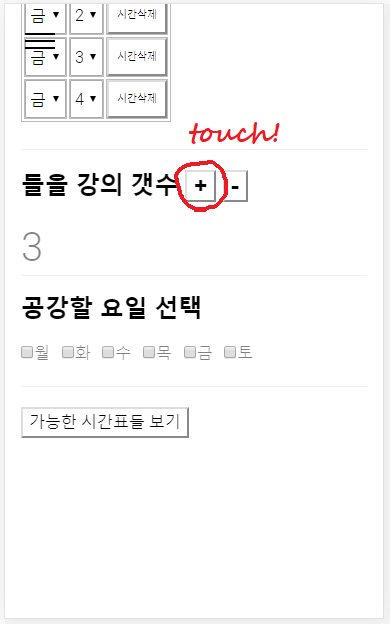 금 2 시간삭제
금 3 시간삭제
금 4 시간삭제
touch!
들을 강의 갯수 + -
3
공강할 요일 선택
월 화 수 목 금 토
가능한 시간표들 보기